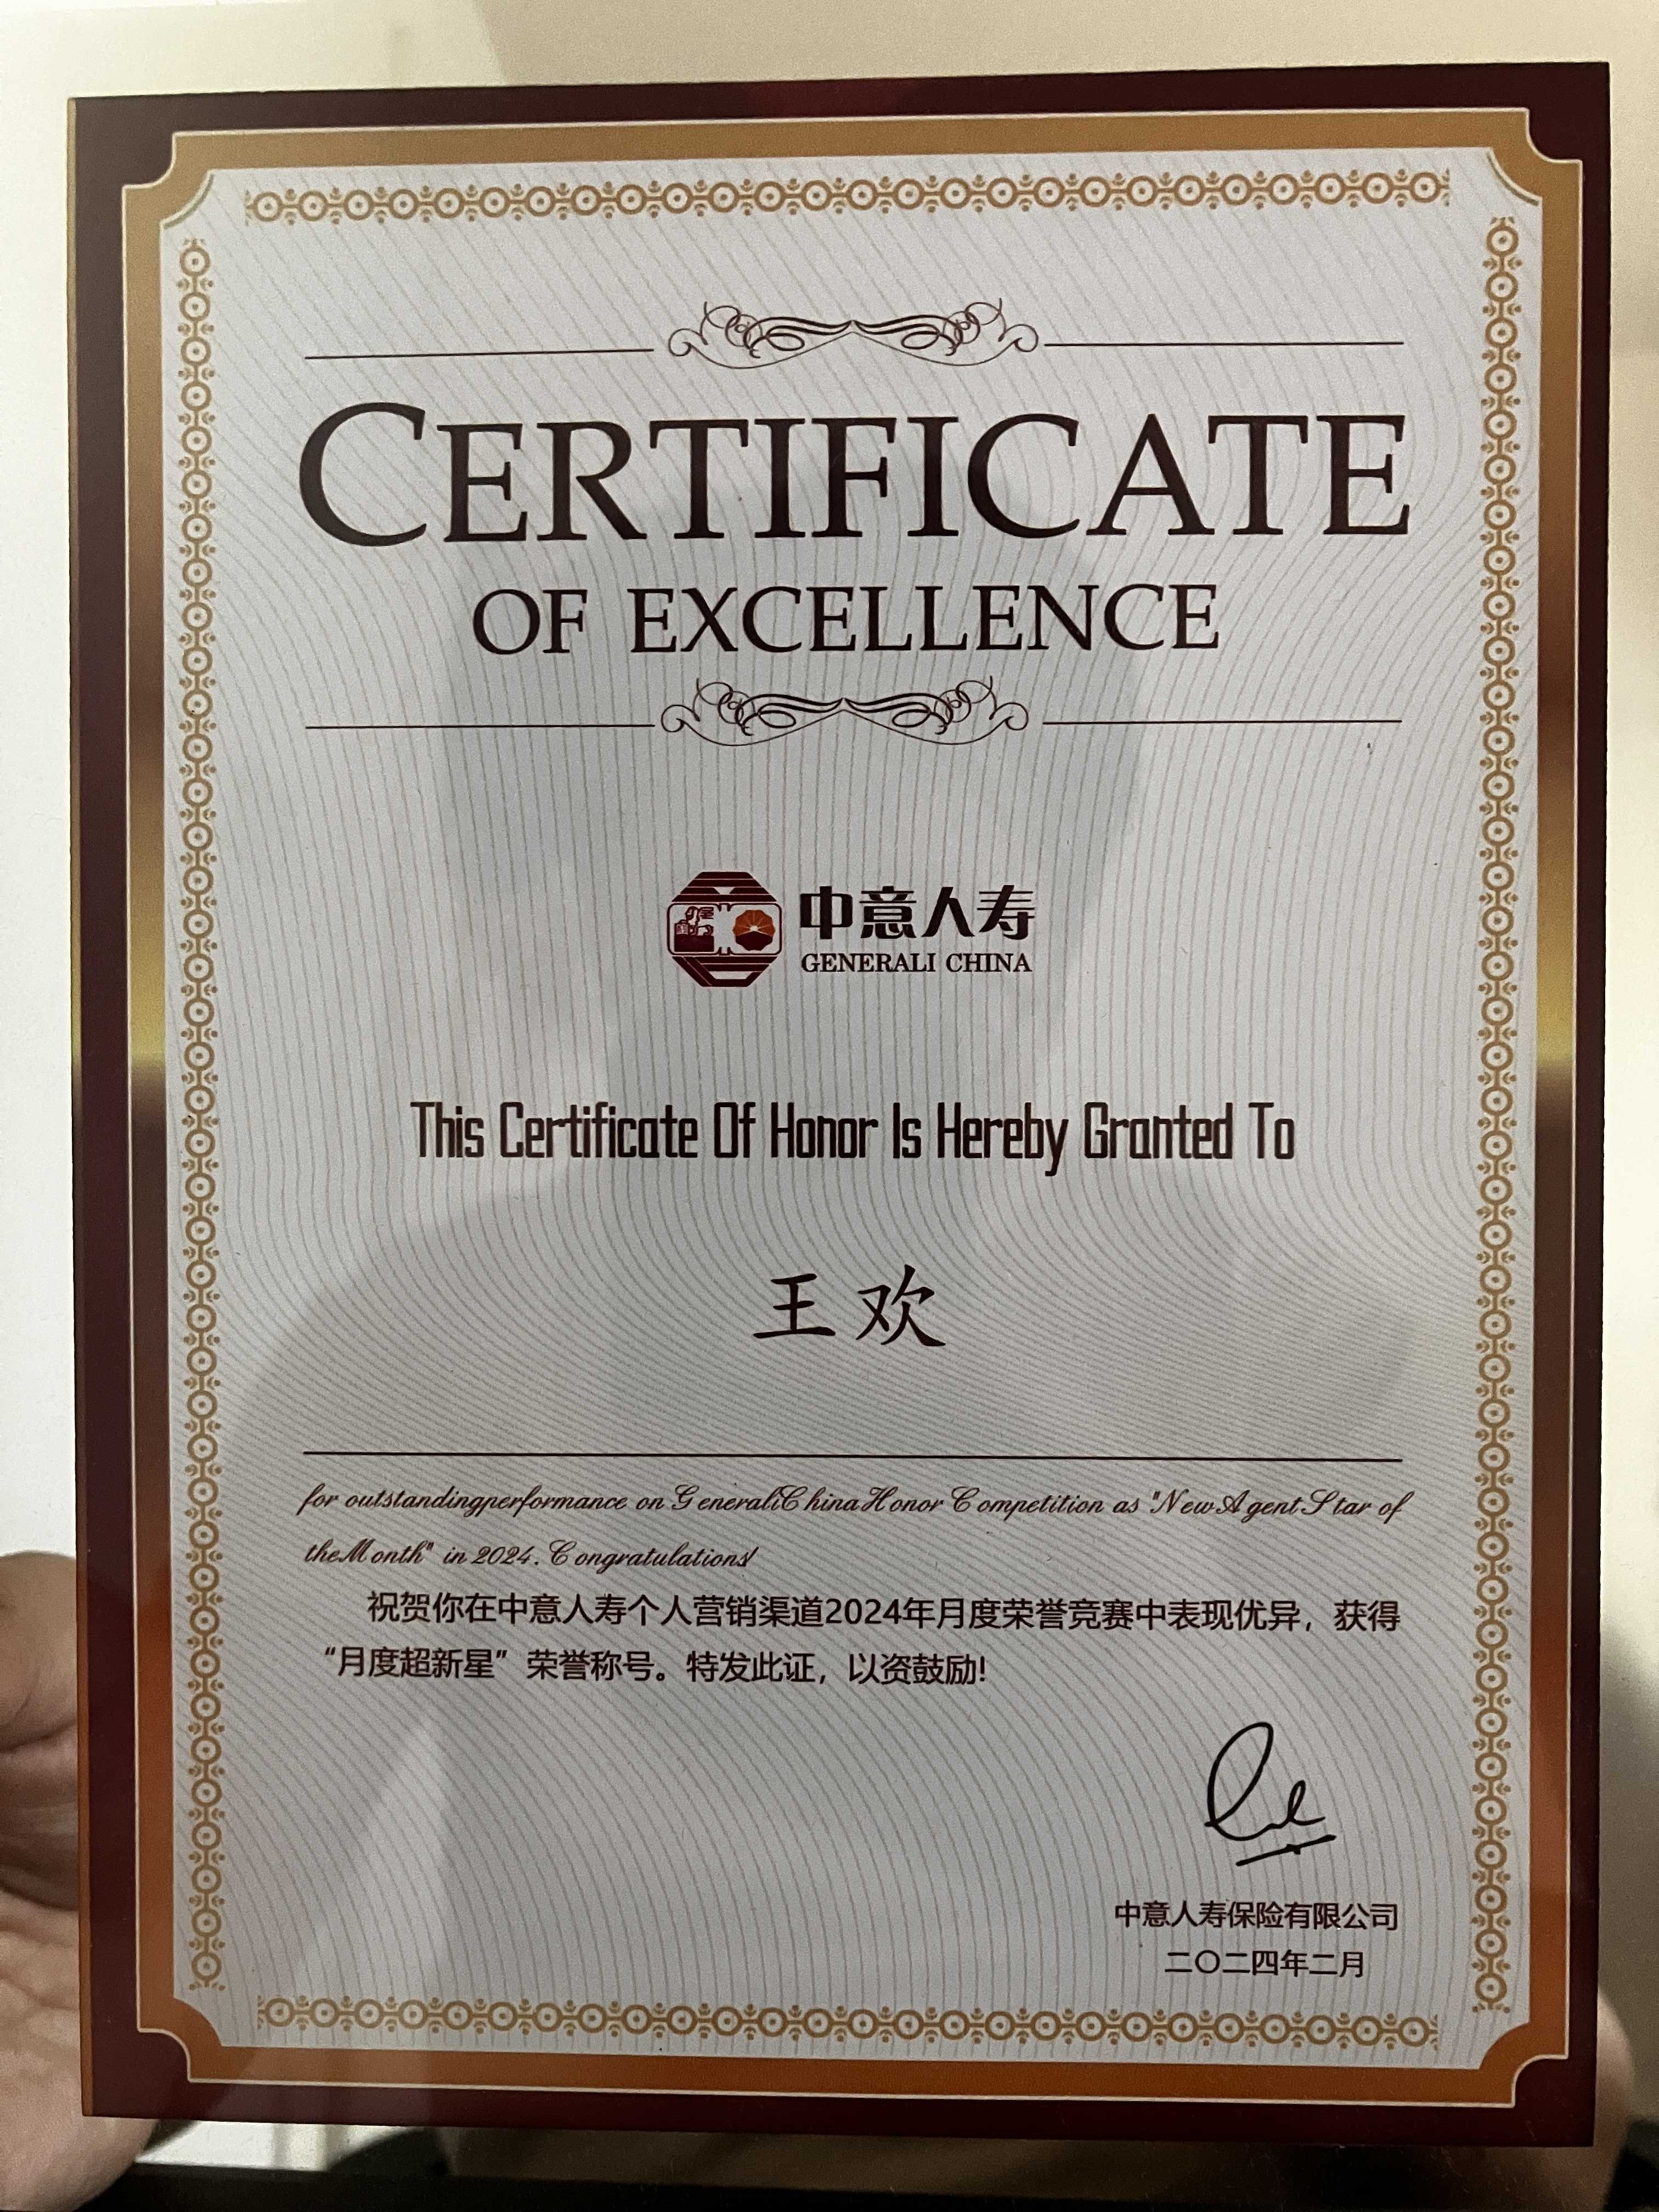 CERTIFICATE
OF EXCELLENCE
中意人寿
GENERALI CHINA
This Certificate Of Honor Is Hereby Granted To
王欢
for outstandingperformance on GeneraliChinaHonor Competition as "NewAgentStar of
theMonth" in 2024. Congratulations!
祝贺你在中意人寿个人营销渠道2024年月度荣誉竞赛中表现优异，获得
“月度超新星”荣誉称号。特发此证，以资鼓励!
中意人寿保险有限公司
二〇二四年二月